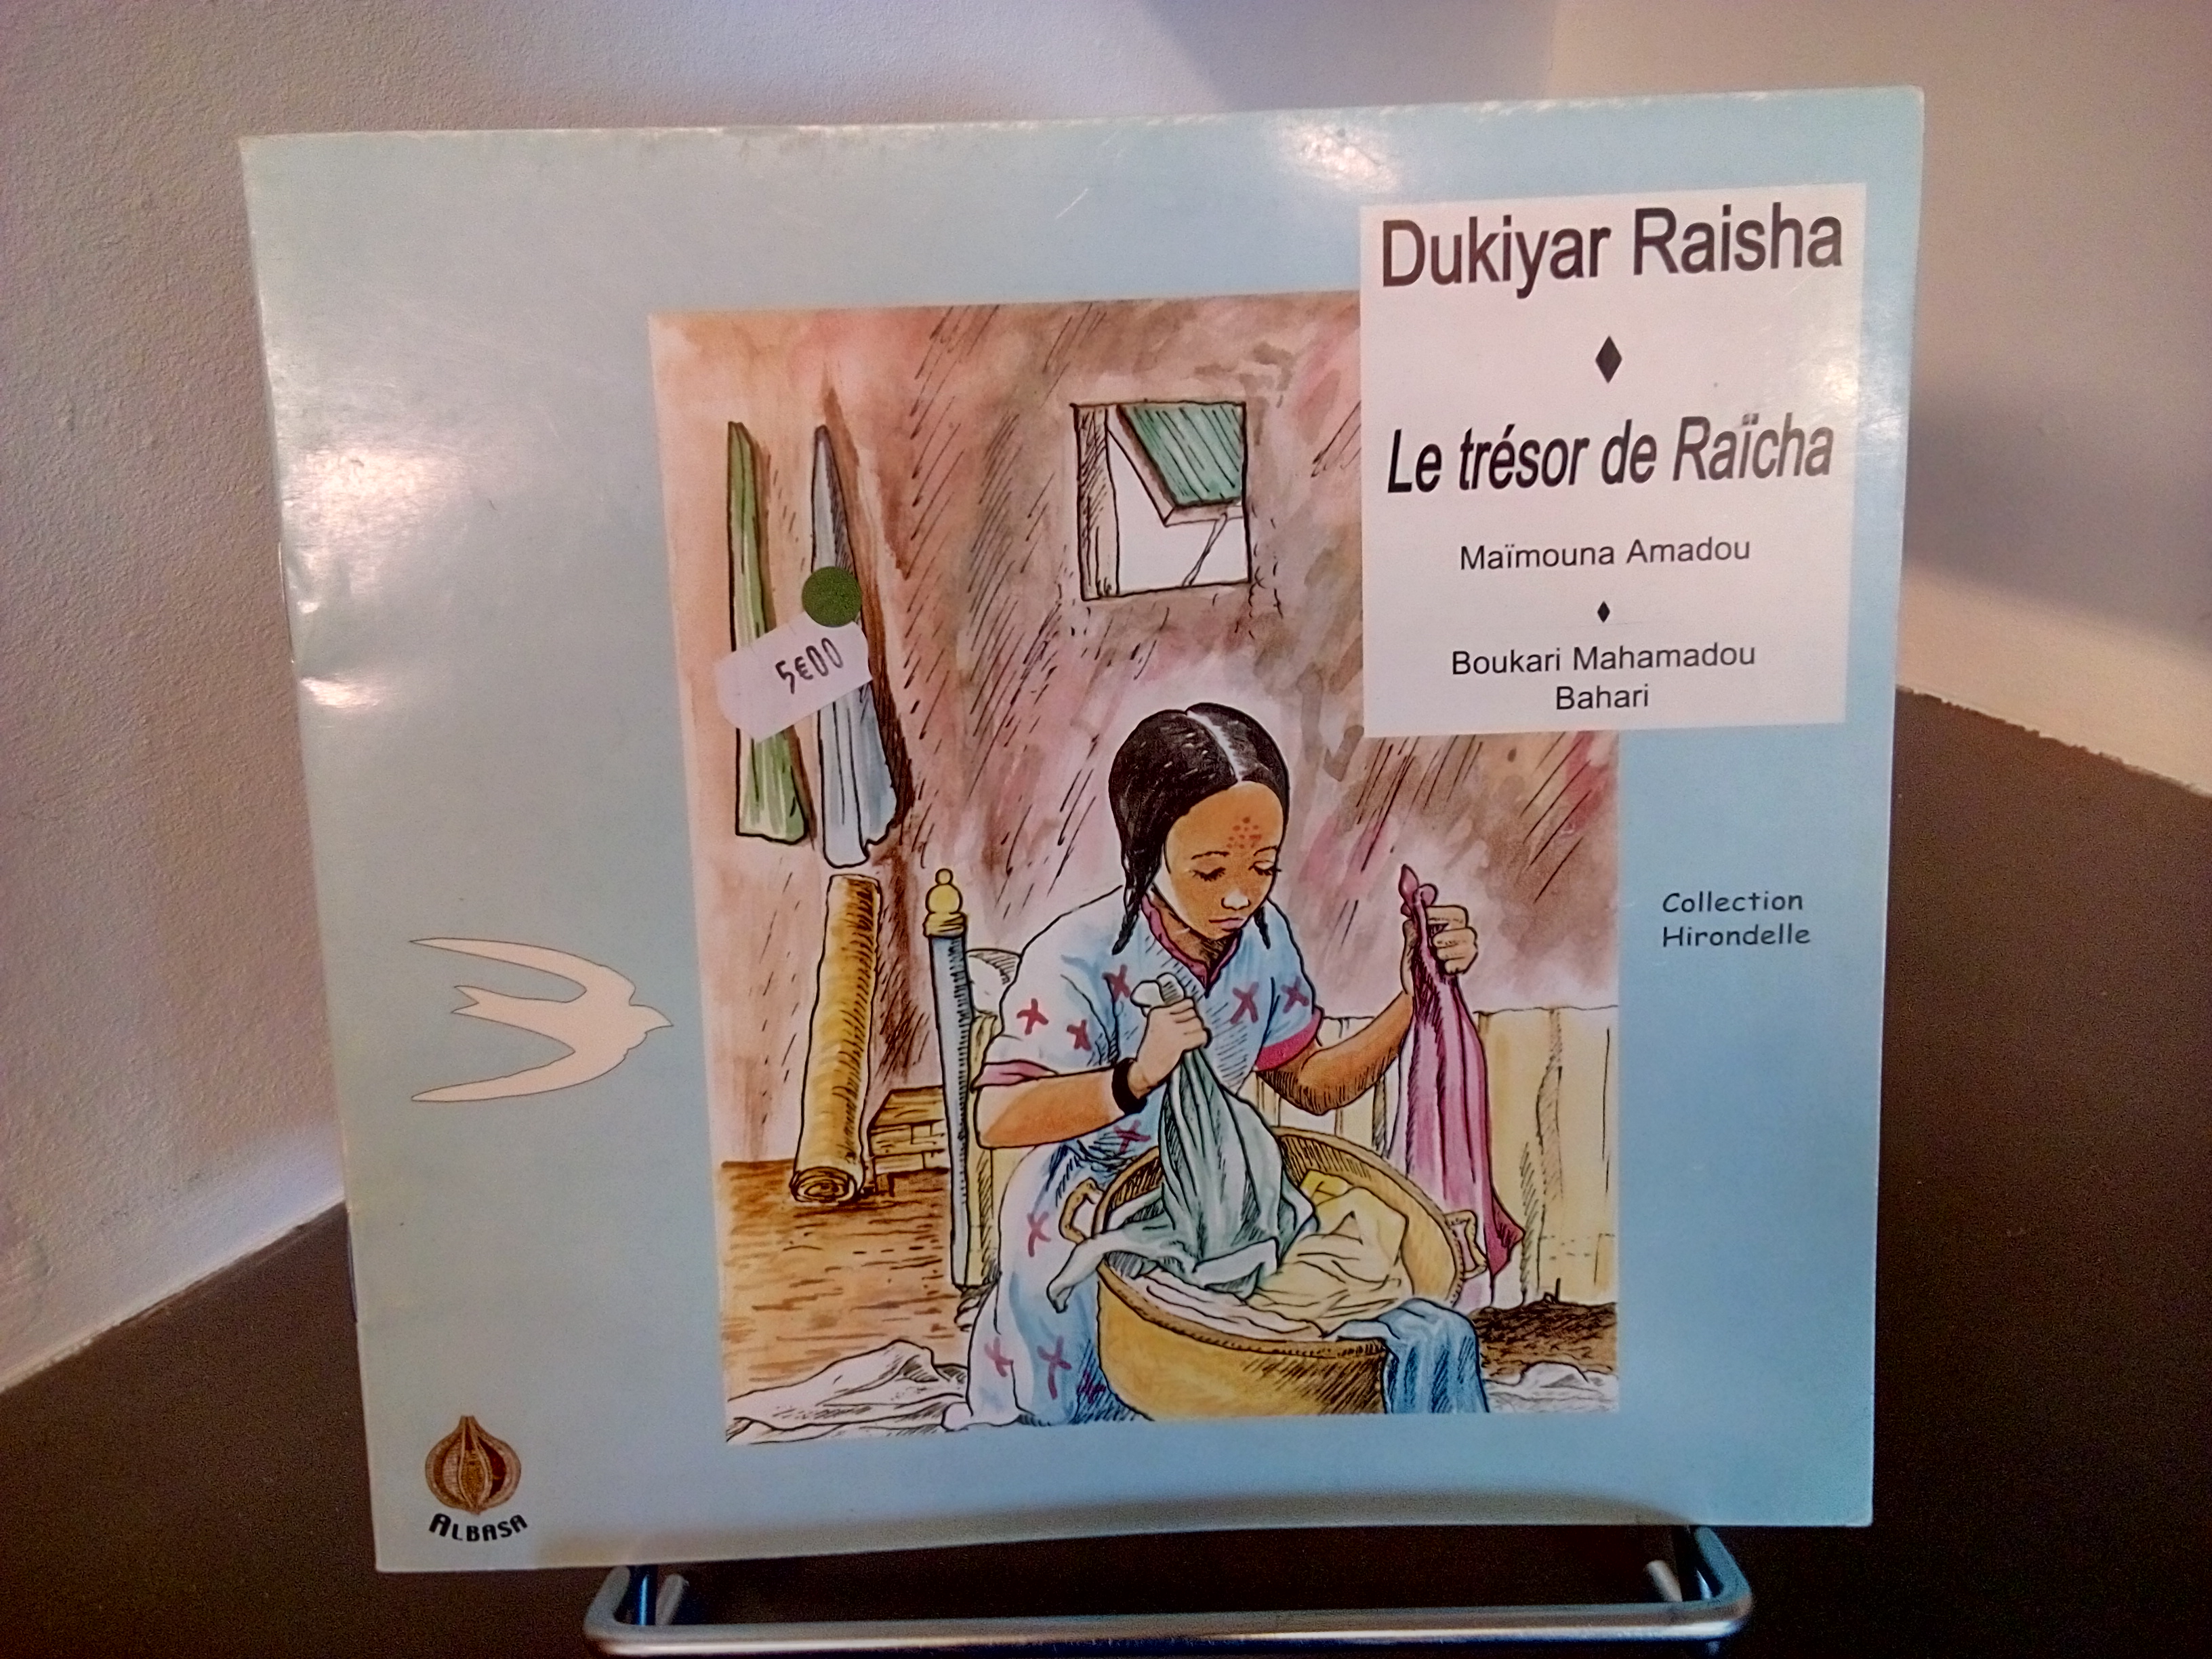 Dukiyar Raisha
Le trésor de Raïcha
Maïmouna Amadou
Boukari Mahamadou
Bahari
5€00
Collection
Hirondelle
ALBASA